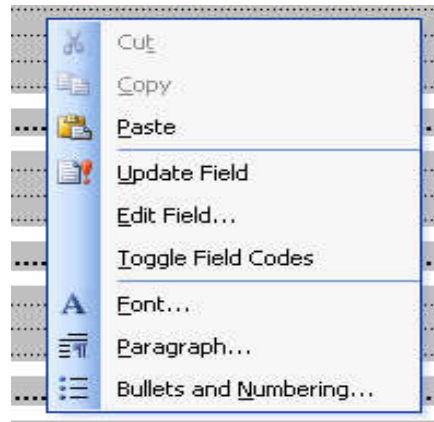 Cut
Copy
Paste
Update Field
Edit Field...
Toggle Field Codes
Font...
Paragraph...
Bullets and Numbering...